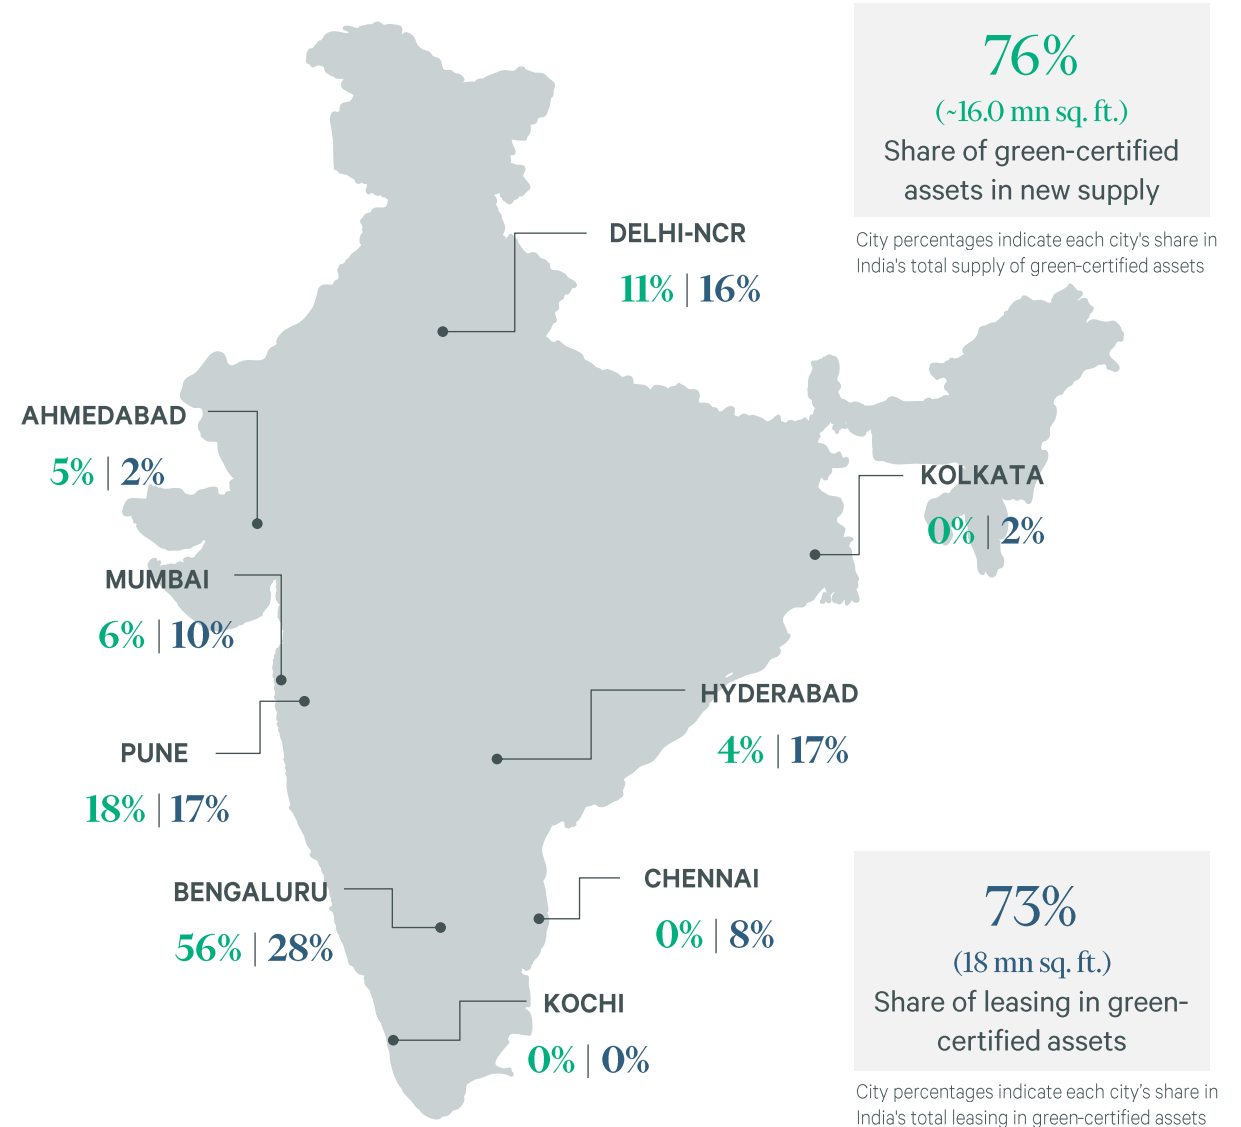 76%
(~16.0 mn sq. ft.)
Share of green-certified
assets in new supply
City percentages indicate each city's share in
India's total supply of green-certified assets
DELHI-NCR
11% | 16%
AHMEDABAD
5% | 2%
KOLKATA
0% | 2%
MUMBAI
6% | 10%
HYDERABAD
4% | 17%
PUNE
18% | 17%
BENGALURU
56% | 28%
CHENNAI
0% | 8%
KOCHI
0% | 0%
73%
(18 mn sq. ft.)
Share of leasing in green-
certified assets
City percentages indicate each city’s share in
India's total leasing in green-certified assets